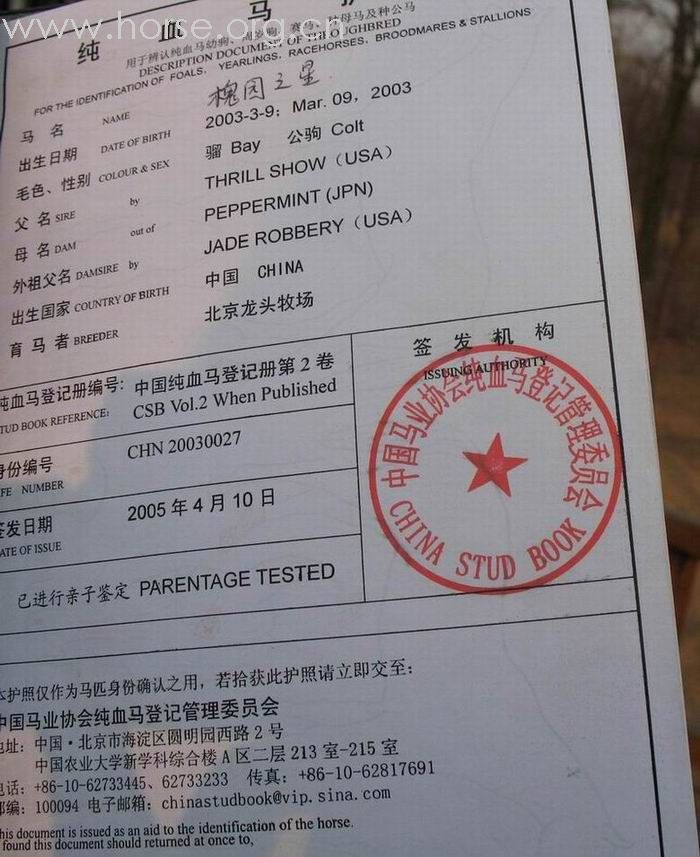 www.horse.org.cn
纯 血 马 护
用于辨认纯血马幼驹、周岁驹、赛马、母马及种公马
DESCRIPTION DOCUMENT OF THOROUGHBRED
FOR THE IDENTIFICATION OF FOALS, YEARLINGS, RACEHORSES, BROODMARES & STALLIONS
马 名 NAME 槐园之星
出生日期 DATE OF BIRTH 2003-3-9; Mar. 09, 2003
毛色、性别 COLOUR & SEX 骝 Bay 公驹 Colt
父 名 SIRE by THRILL SHOW (USA)
母 名 DAM out of PEPPERMINT (JPN)
外祖父名 DAMSIRE by JADE ROBBERY (USA)
出生国家 COUNTRY OF BIRTH 中国 CHINA
育 马 者 BREEDER 北京龙头牧场
签 发 机 构
ISSUING AUTHORITY
纯血马登记册编号: 中国纯血马登记册第 2 卷
STUD BOOK REFERENCE: CSB Vol.2 When Published
身份编号 CHN 20030027
LIFE NUMBER
签发日期 2005 年 4 月 10 日
DATE OF ISSUE
已进行亲子鉴定 PARENTAGE TESTED
中国马业协会纯血马登记管理委员会
CHINA STUD BOOK
本护照仅作为马匹身份确认之用，若拾获此护照请立即交至:
中国马业协会纯血马登记管理委员会
地址: 中国·北京市海淀区圆明园西路 2 号
中国农业大学新学科综合楼 A 区二层 213 室-215 室
电话: +86-10-62733445、62733233 传真: +86-10-62817691
邮编: 100094 电子邮箱: chinastudbook@vip.sina.com
This document is issued as an aid to the identification of the horse.
If found this document should returned at once to,